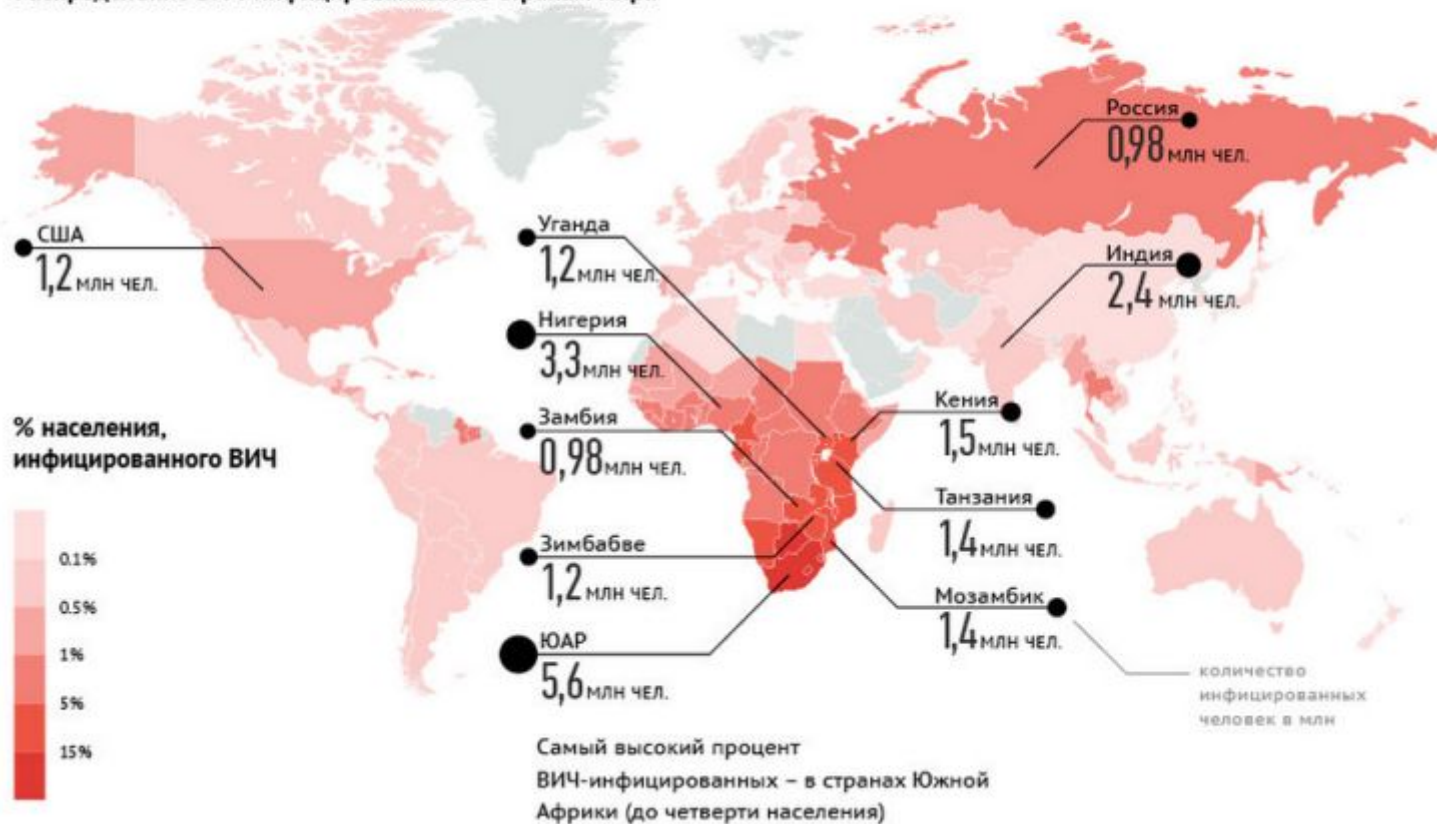 Россия
0,98 МЛН ЧЕЛ.
США
1,2 МЛН ЧЕЛ.
Уганда
1,2 МЛН ЧЕЛ.
Индия
2,4 МЛН ЧЕЛ.
Нигерия
3,3 МЛН ЧЕЛ.
Кения
1,5 МЛН ЧЕЛ.
Замбия
0,98 МЛН ЧЕЛ.
Танзания
1,4 МЛН ЧЕЛ.
Зимбабве
1,2 МЛН ЧЕЛ.
Мозамбик
1,4 МЛН ЧЕЛ.
ЮАР
5,6 МЛН ЧЕЛ.
% населения,
инфицированного ВИЧ
0.1%
0.5%
1%
5%
15%
количество
инфицированных
человек в млн
Самый высокий процент
ВИЧ-инфицированных – в странах Южной
Африки (до четверти населения)